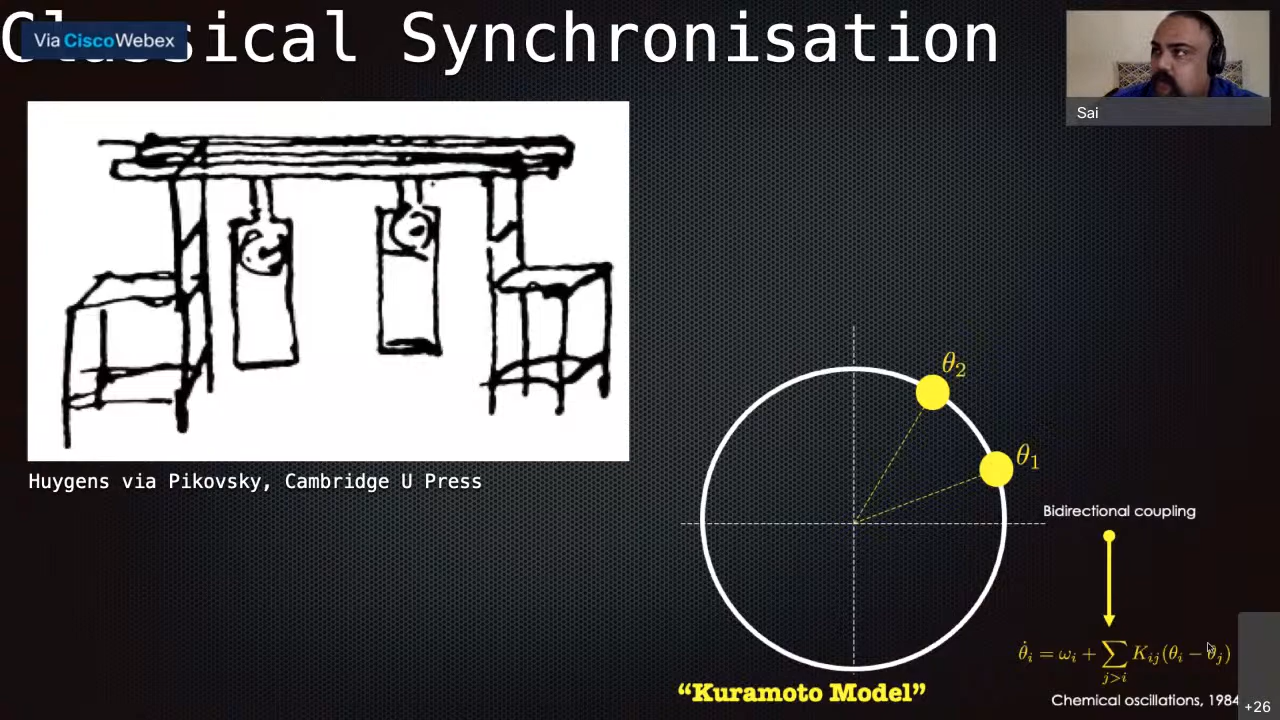 Classical Synchronisation
Via Cisco Webex
Sai
Huygens via Pikovsky, Cambridge U Press
θ₂
θ₁
Bidirectional coupling
θ̇ᵢ = ωᵢ + ∑ Kᵢⱼ(θᵢ − θⱼ)
j>i
"Kuramoto Model"
Chemical oscillations, 1984
+26